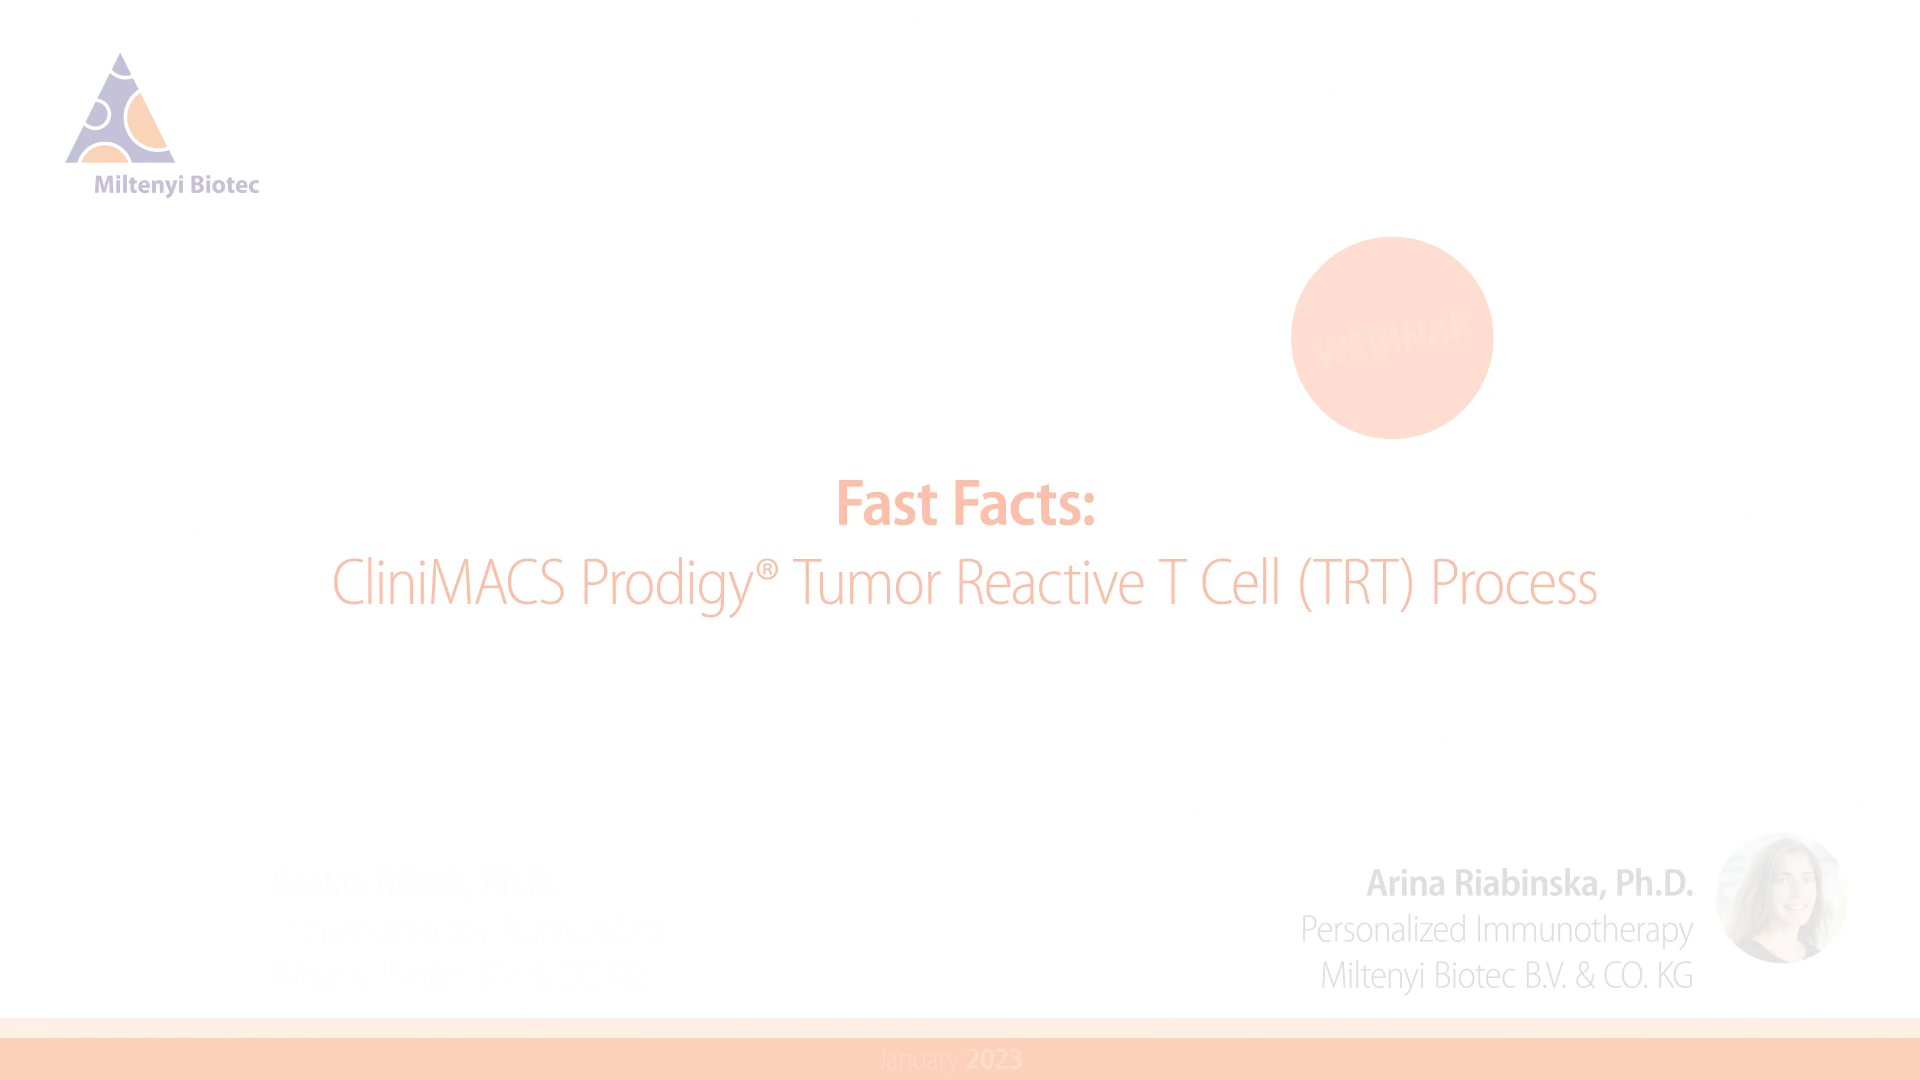 Miltenyi Biotec
WEBINAR
Fast Facts:
CliniMACS Prodigy® Tumor Reactive T Cell (TRT) Process
Arina Riabinska, Ph.D.
Personalized Immunotherapy
Miltenyi Biotec B.V. & CO. KG
January 2023